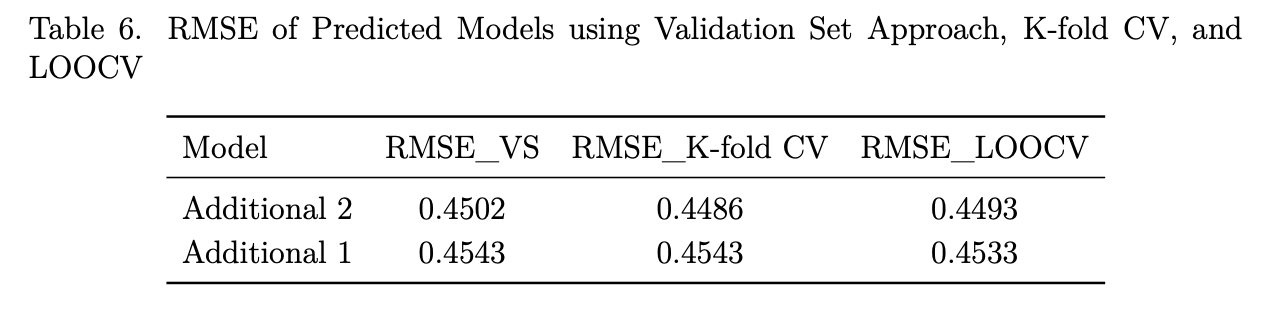 Table 6. RMSE of Predicted Models using Validation Set Approach, K-fold CV, and
LOOCV
Model RMSE_VS RMSE_K-fold CV RMSE_LOOCV
Additional 2 0.4502 0.4486 0.4493
Additional 1 0.4543 0.4543 0.4533